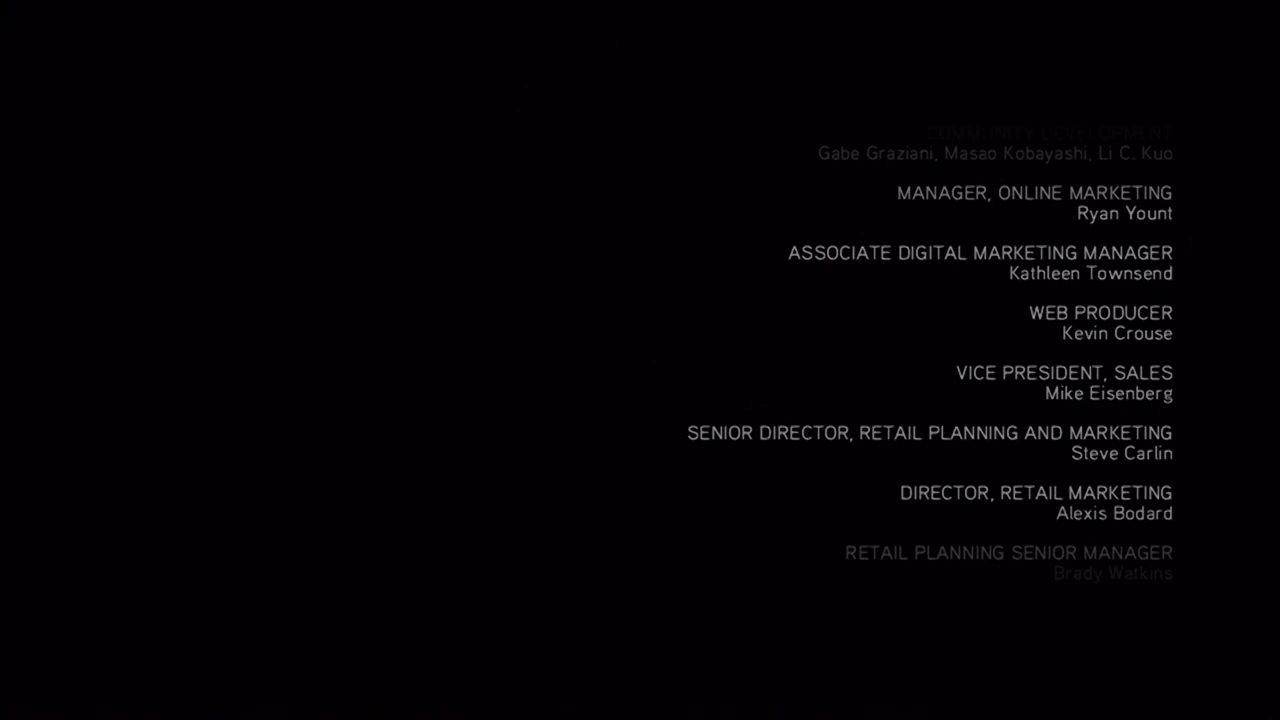 COMMUNITY DEVELOPMENT
Gabe Graziani, Masao Kobayashi, Li C. Kuo
MANAGER, ONLINE MARKETING
Ryan Yount
ASSOCIATE DIGITAL MARKETING MANAGER
Kathleen Townsend
WEB PRODUCER
Kevin Crouse
VICE PRESIDENT, SALES
Mike Eisenberg
SENIOR DIRECTOR, RETAIL PLANNING AND MARKETING
Steve Carlin
DIRECTOR, RETAIL MARKETING
Alexis Bodard
RETAIL PLANNING SENIOR MANAGER
Brady Watkins